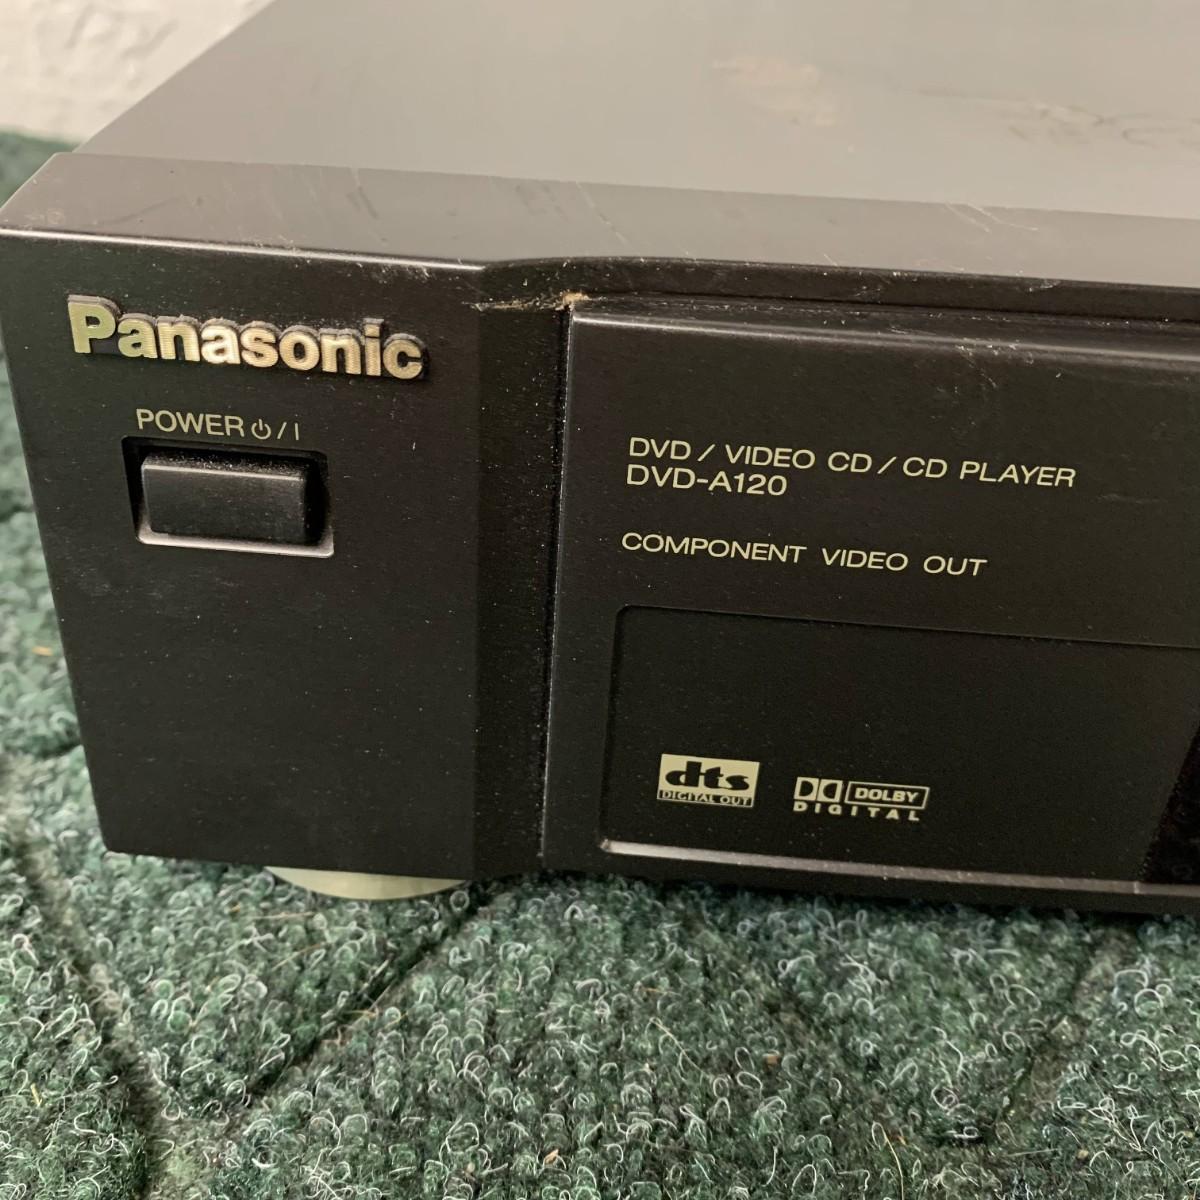 Panasonic
POWER ⏻/I
DVD / VIDEO CD / CD PLAYER
DVD-A120
COMPONENT VIDEO OUT
dts
DIGITAL OUT
DOLBY
DIGITAL